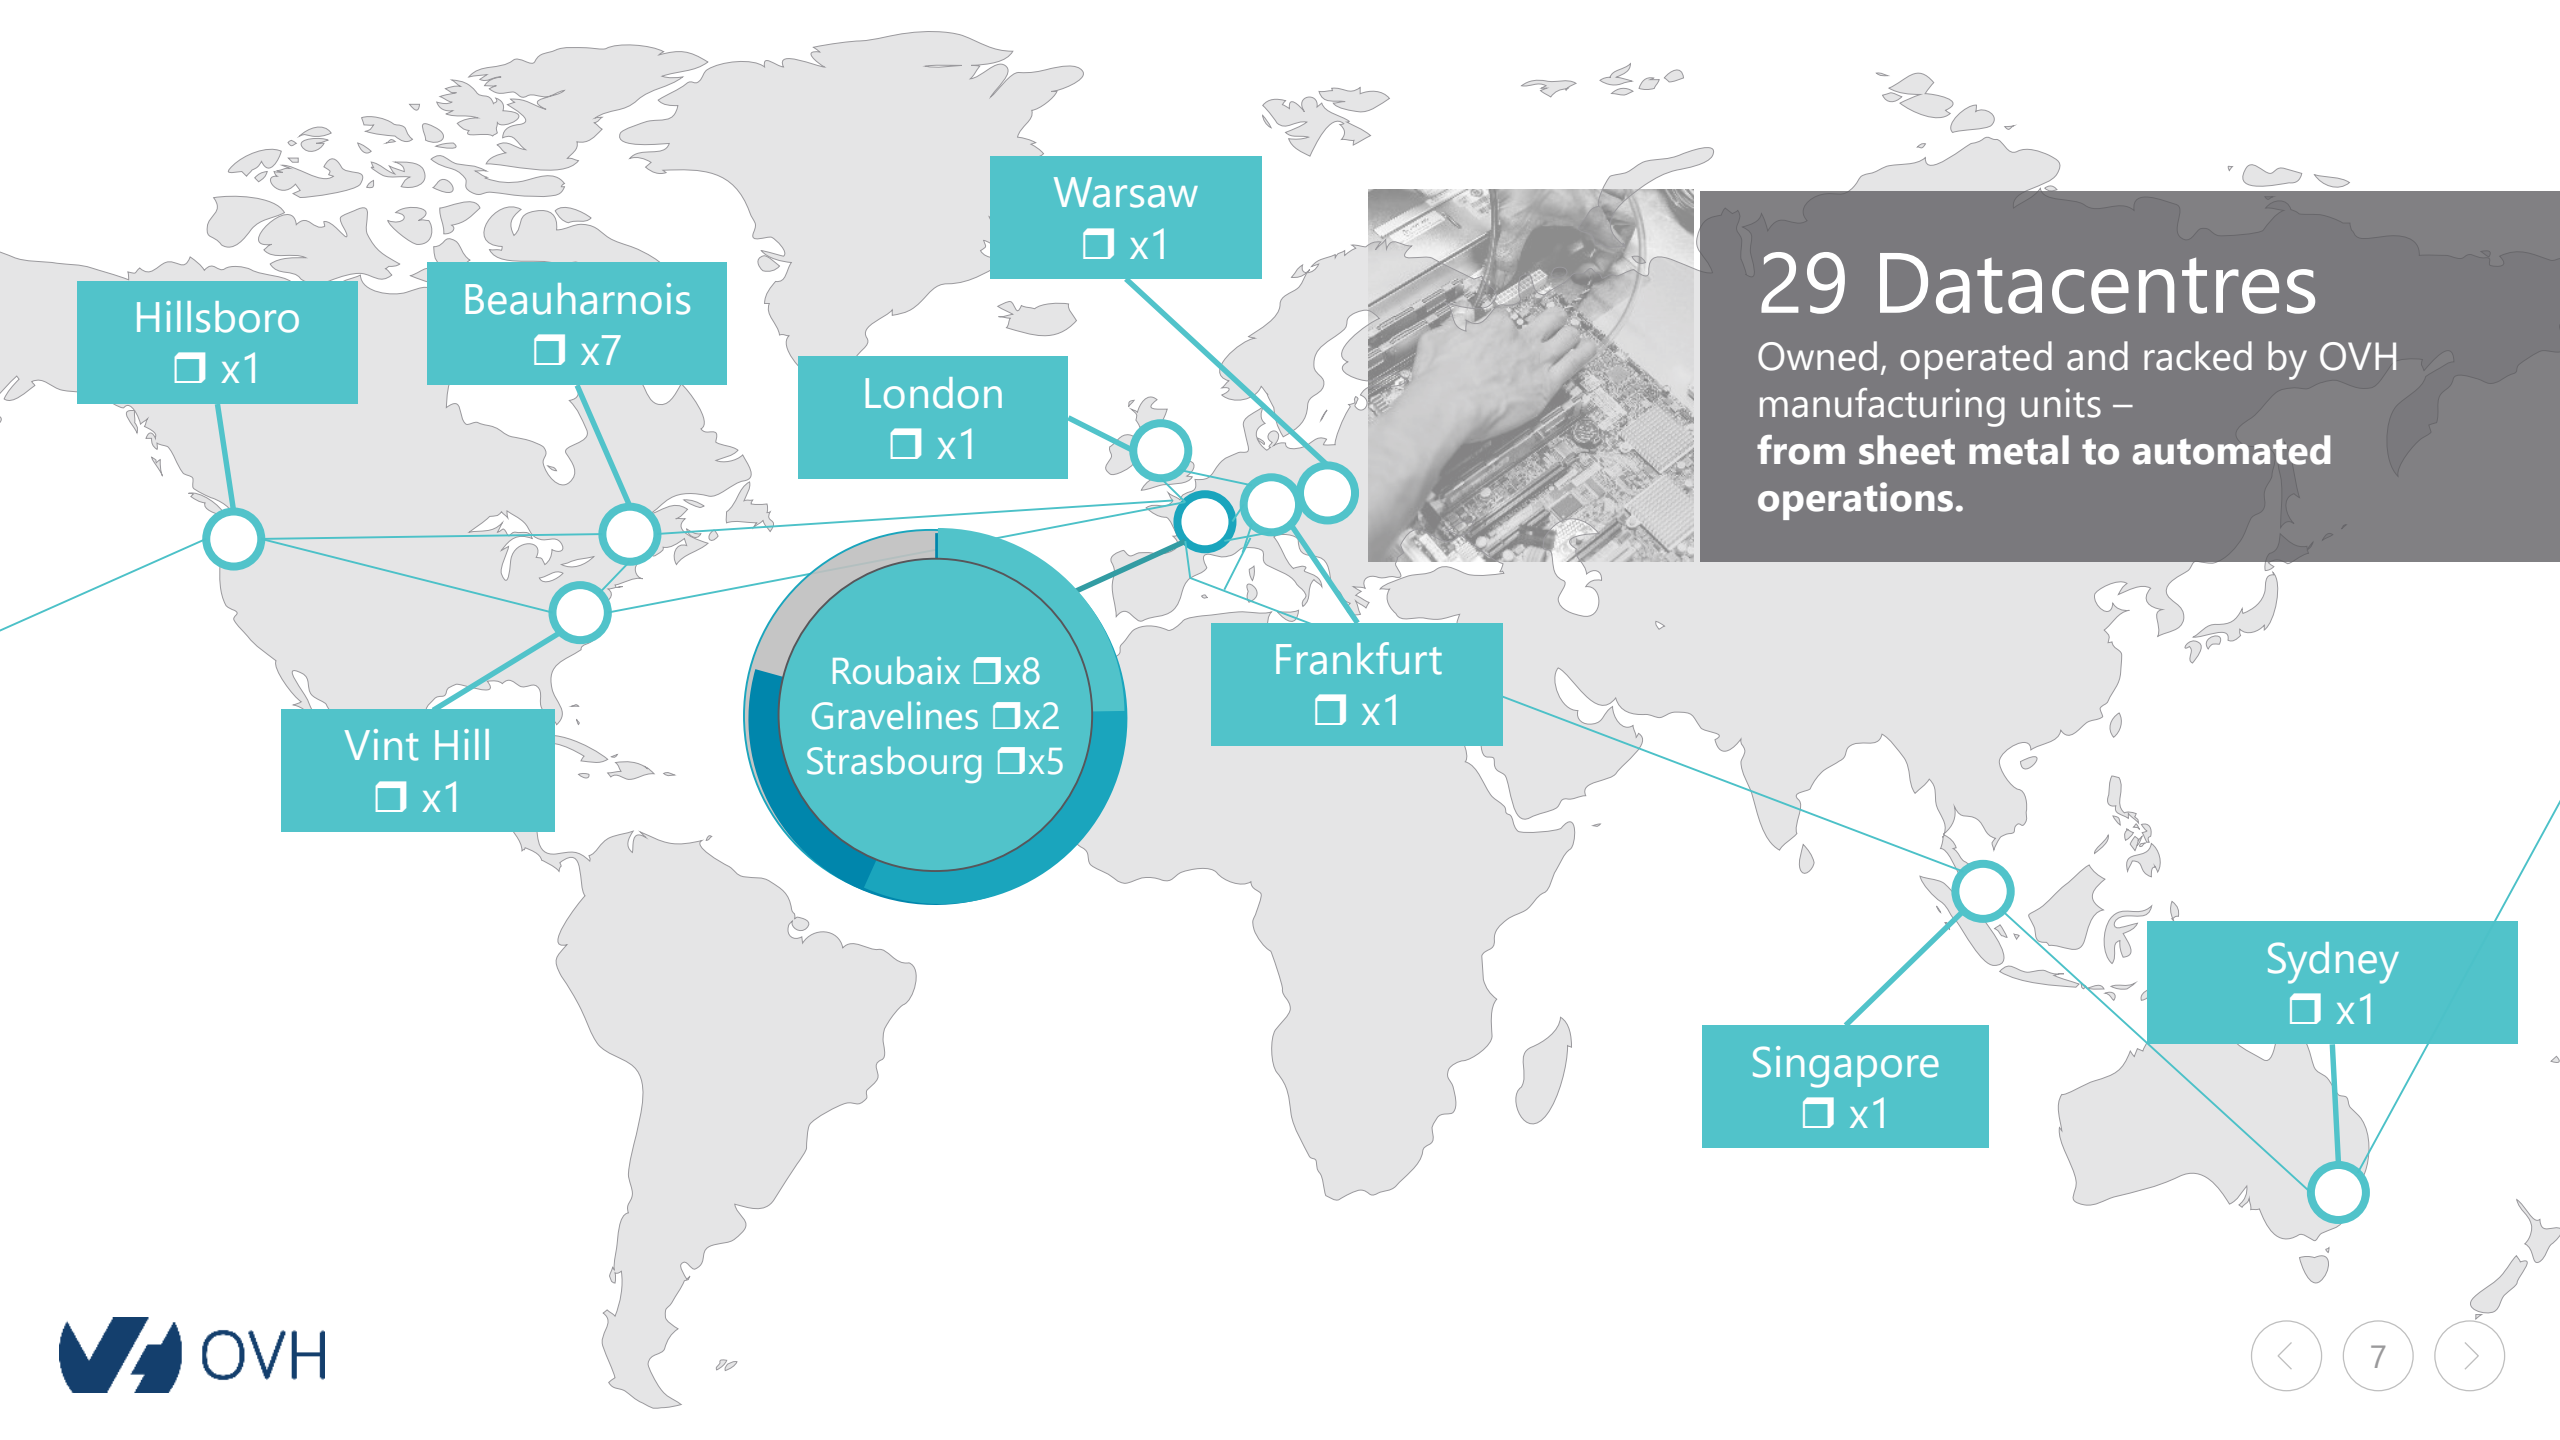 Warsaw
❒ x1
Hillsboro
❒ x1
Beauharnois
❒ x7
London
❒ x1
29 Datacentres
Owned, operated and racked by OVH
manufacturing units –
from sheet metal to automated
operations.
Roubaix ❒x8
Gravelines ❒x2
Strasbourg ❒x5
Frankfurt
❒ x1
Vint Hill
❒ x1
Singapore
❒ x1
Sydney
❒ x1
OVH
7